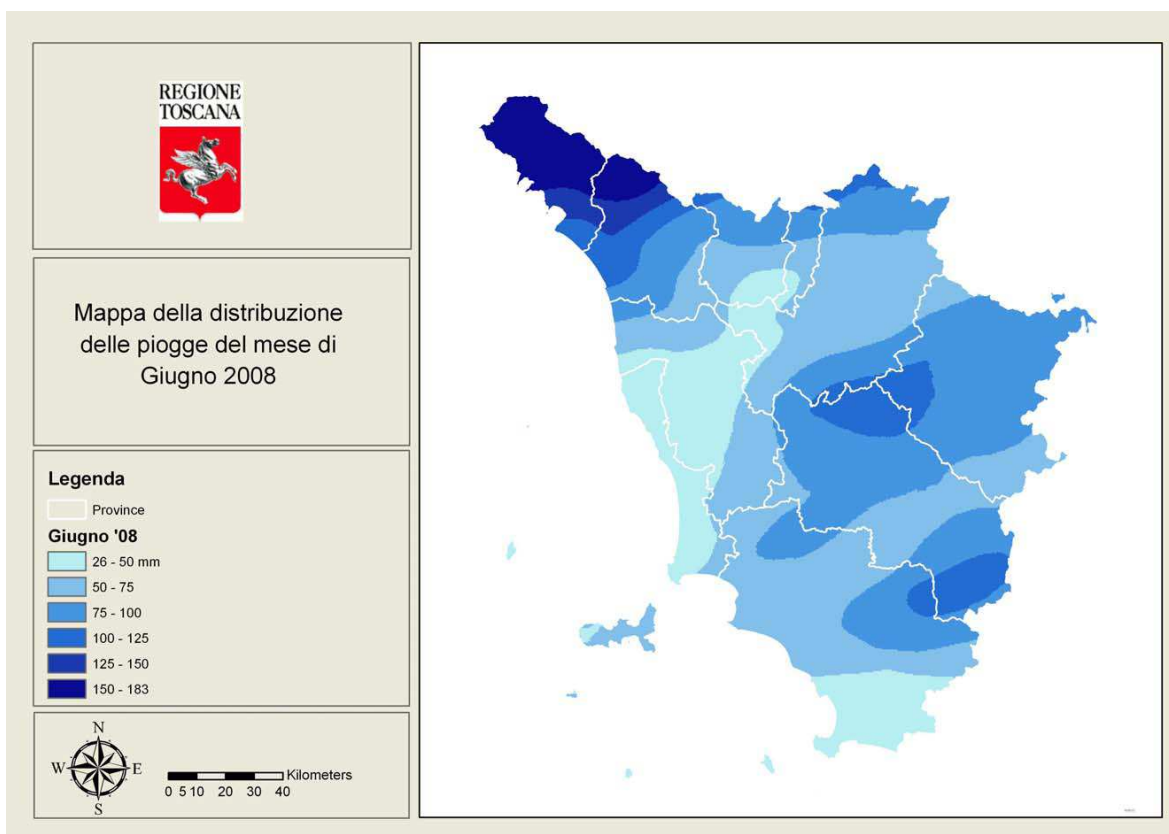 REGIONE
TOSCANA
Mappa della distribuzione
delle piogge del mese di
Giugno 2008
Legenda
Province
Giugno '08
26 - 50 mm
50 - 75
75 - 100
100 - 125
125 - 150
150 - 183
N
W E
S
Kilometers
0 5 10 20 30 40